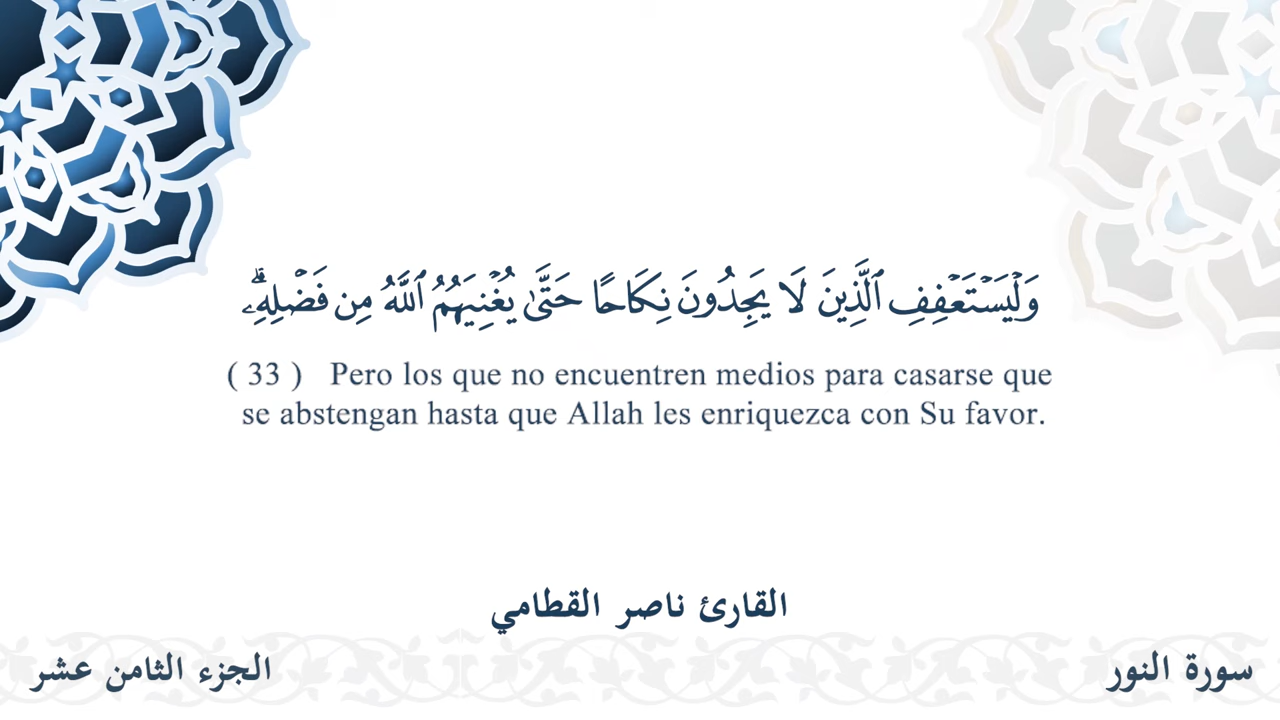 وَلْيَسْتَعْفِفِ ٱلَّذِينَ لَا يَجِدُونَ نِكَاحًا حَتَّىٰ يُغْنِيَهُمُ ٱللَّهُ مِن فَضْلِهِۦۗ
( 33 ) Pero los que no encuentren medios para casarse que
se abstengan hasta que Allah les enriquezca con Su favor.
القارئ ناصر القطامي
سورة النور
الجزء الثامن عشر